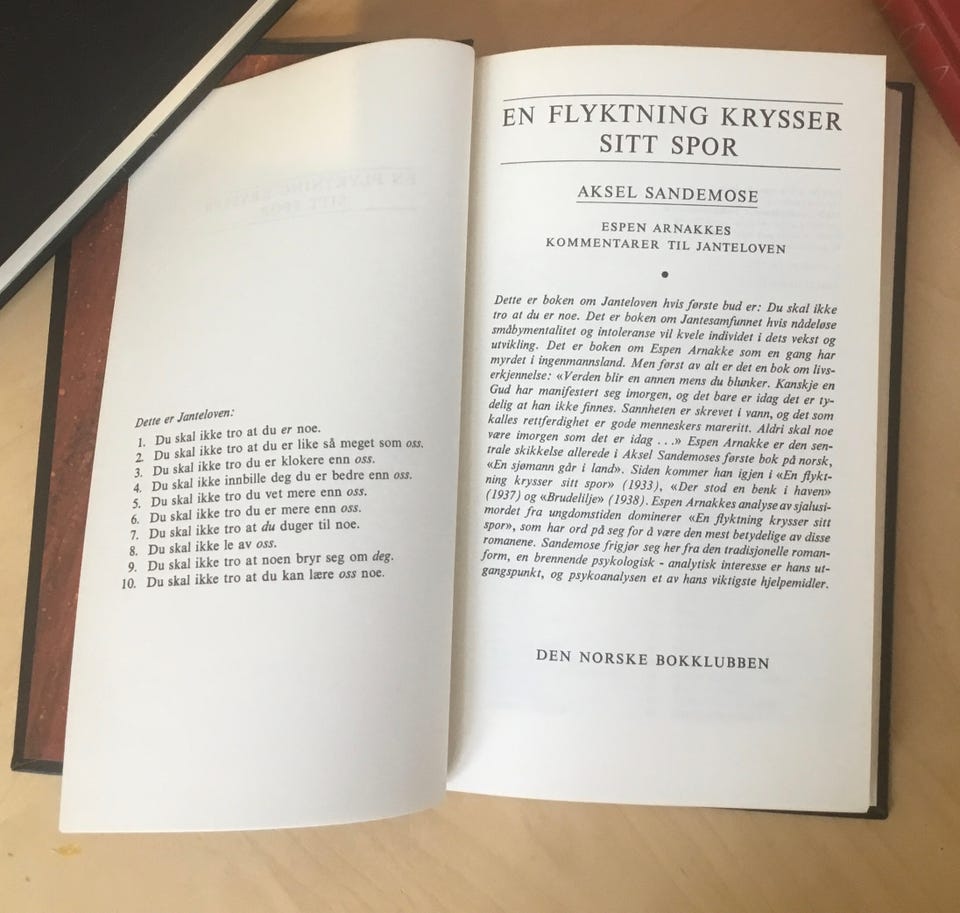 Dette er Janteloven:
1. Du skal ikke tro at du er noe.
2. Du skal ikke tro at du er like så meget som oss.
3. Du skal ikke tro du er klokere enn oss.
4. Du skal ikke innbille deg du er bedre enn oss.
5. Du skal ikke tro du vet mere enn oss.
6. Du skal ikke tro du er mere enn oss.
7. Du skal ikke tro at du duger til noe.
8. Du skal ikke le av oss.
9. Du skal ikke tro at noen bryr seg om deg.
10. Du skal ikke tro at du kan lære oss noe.
EN FLYKTNING KRYSSER
SITT SPOR
AKSEL SANDEMOSE
ESPEN ARNAKKES
KOMMENTARER TIL JANTELOVEN
Dette er boken om Janteloven hvis første bud er: Du skal ikke
tro at du er noe. Det er boken om Jantesamfunnet hvis nådeløse
småbymentalitet og intoleranse vil kvele individet i dets vekst og
utvikling. Det er boken om Espen Arnakke som en gang har
myrdet i ingenmannsland. Men først av alt er det en bok om livs-
erkjennelse: «Verden blir en annen mens du blunker. Kanskje en
Gud har manifestert seg imorgen, og det bare er idag det er ty-
delig at han ikke finnes. Sannheten er skrevet i vann, og det som
kalles rettferdighet er gode menneskers mareritt. Aldri skal noe
være imorgen som det er idag . . .» Espen Arnakke er den sen-
trale skikkelse allerede i Aksel Sandemoses første bok på norsk,
«En sjømann går i land». Siden kommer han igjen i «En flykt-
ning krysser sitt spor» (1933), «Der stod en benk i haven»
(1937) og «Brudelilje» (1938). Espen Arnakkes analyse av sjalusi-
mordet fra ungdomstiden dominerer «En flyktning krysser sitt
spor», som har ord på seg for å være den mest betydelige av disse
romanene. Sandemose frigjør seg her fra den tradisjonelle roman-
form, en brennende psykologisk - analytisk interesse er hans ut-
gangspunkt, og psykoanalysen et av hans viktigste hjelpemidler.
DEN NORSKE BOKKLUBBEN